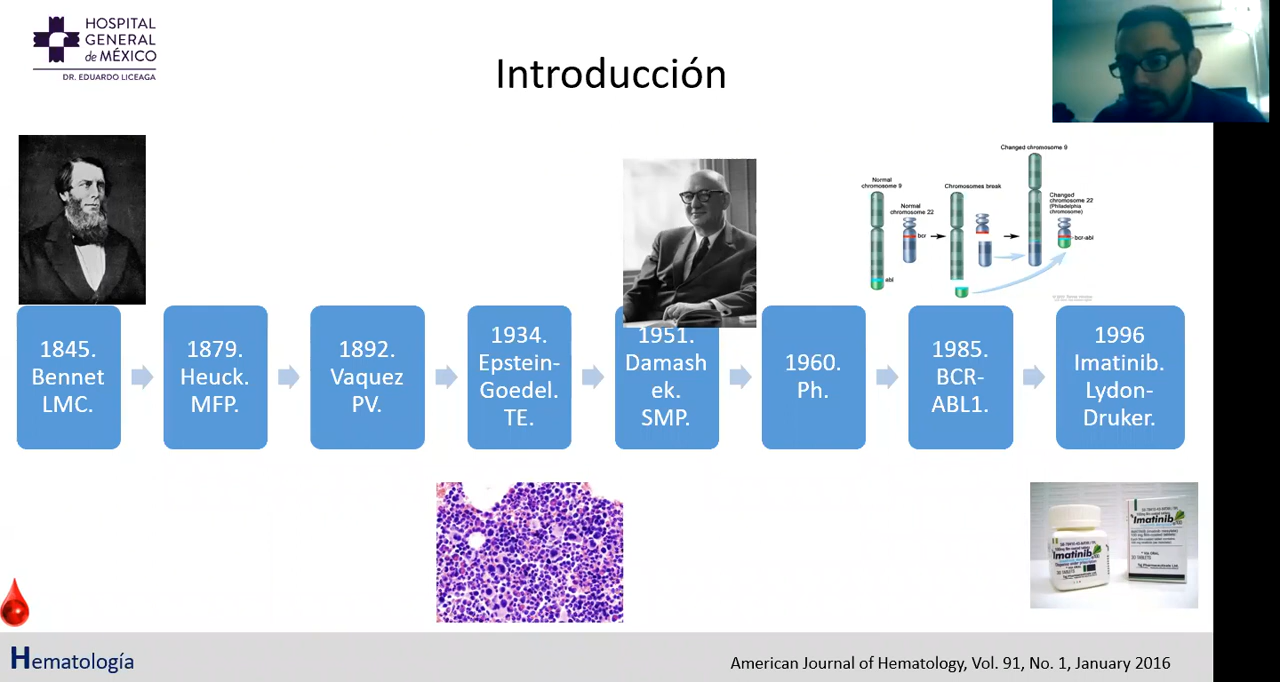 HOSPITAL
GENERAL
de MÉXICO
DR. EDUARDO LICEAGA
Introducción
Changed chromosome 9
Normal
chromosome 9
Normal
chromosome 22
bcr
abl
Chromosomes break
Changed
chromosome 22
(Philadelphia
chromosome)
bcr-abl
1845.
Bennet
LMC.
1879.
Heuck.
MFP.
1892.
Vaquez
PV.
1934.
Epstein-
Goedel.
TE.
1951.
Damash
ek.
SMP.
1960.
Ph.
1985.
BCR-
ABL1.
1996
Imatinib.
Lydon-
Druker.
Imatinib
Imatinib
Hematología
American Journal of Hematology, Vol. 91, No. 1, January 2016